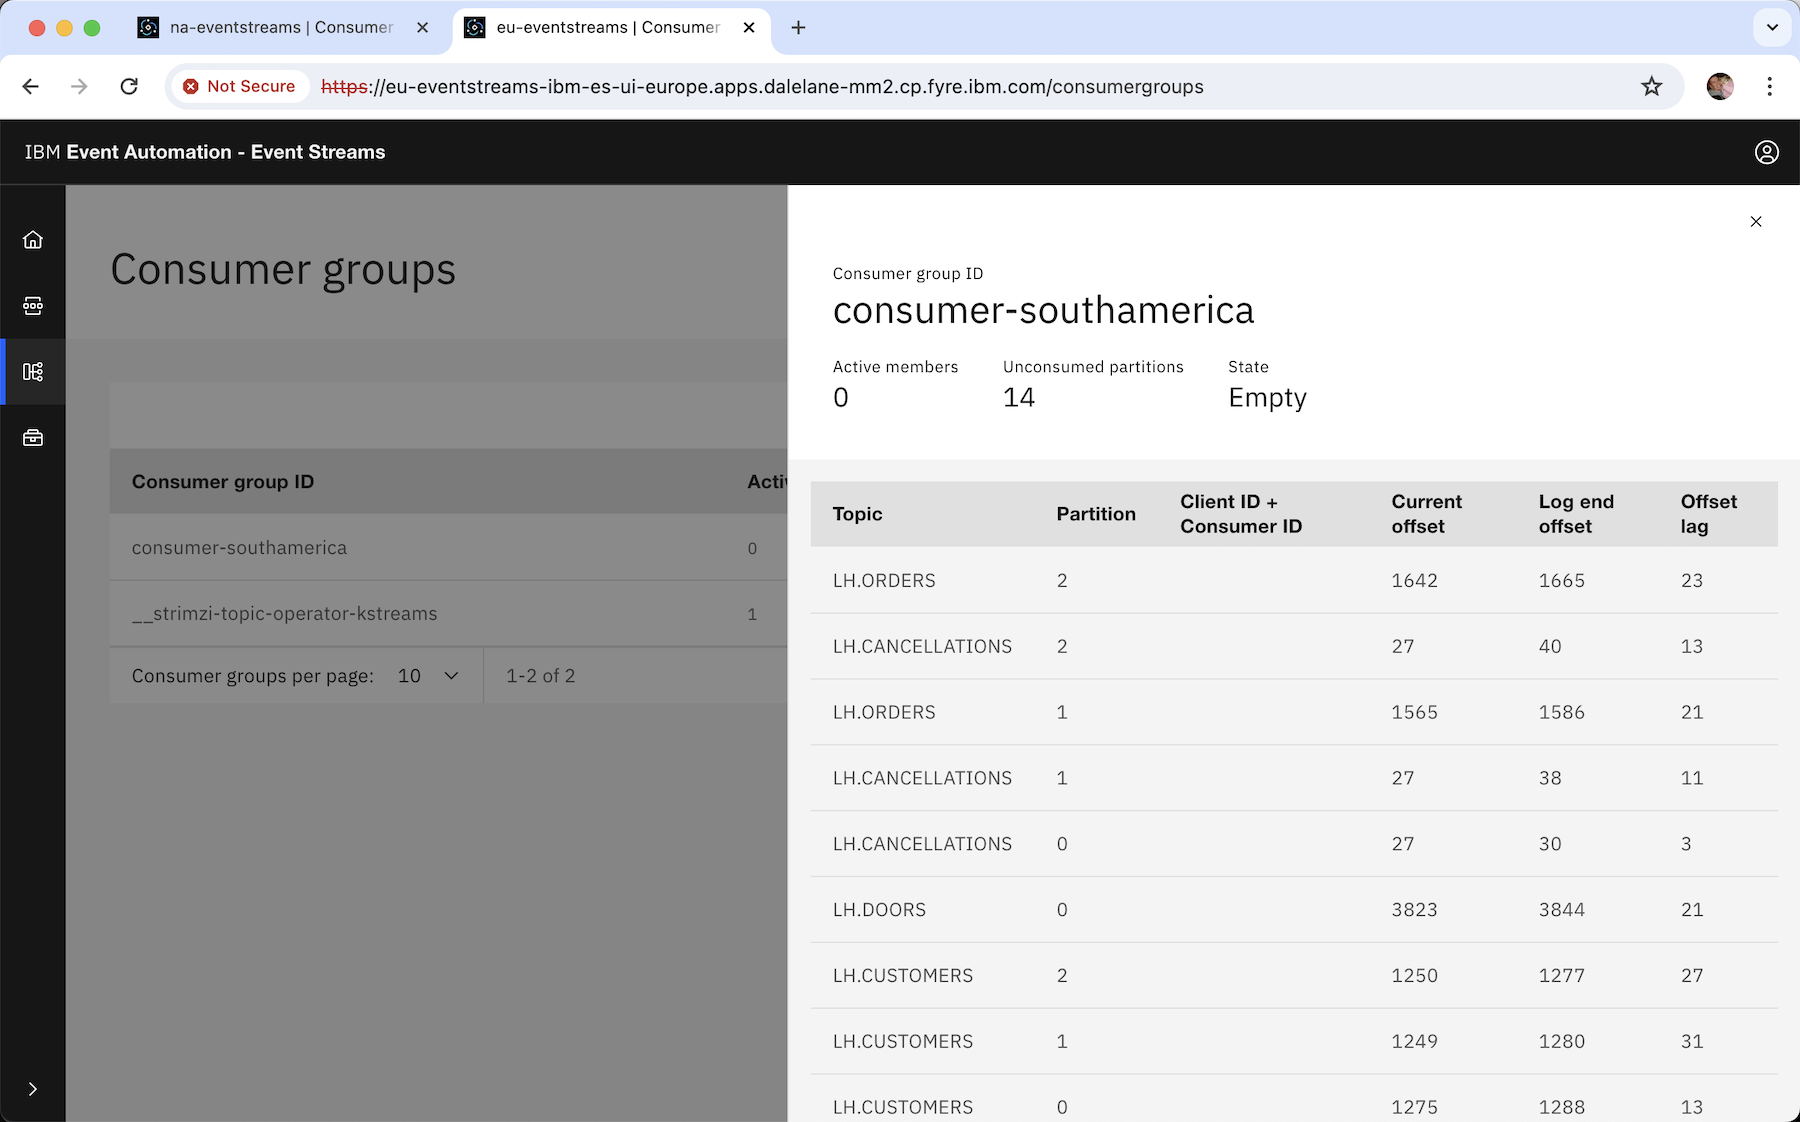 na-eventstreams | Consumer
eu-eventstreams | Consumer
Not Secure
https://eu-eventstreams-ibm-es-ui-europe.apps.dalelane-mm2.cp.fyre.ibm.com/consumergroups
IBM Event Automation - Event Streams
Consumer groups
Consumer group ID Activ
consumer-southamerica 0
__strimzi-topic-operator-kstreams 1
Consumer groups per page: 10 1-2 of 2
Consumer group ID
consumer-southamerica
Active members Unconsumed partitions State
0 14 Empty
Topic Partition Client ID + Consumer ID Current offset Log end offset Offset lag
LH.ORDERS 2 1642 1665 23
LH.CANCELLATIONS 2 27 40 13
LH.ORDERS 1 1565 1586 21
LH.CANCELLATIONS 1 27 38 11
LH.CANCELLATIONS 0 27 30 3
LH.DOORS 0 3823 3844 21
LH.CUSTOMERS 2 1250 1277 27
LH.CUSTOMERS 1 1249 1280 31
LH.CUSTOMERS 0 1275 1288 13